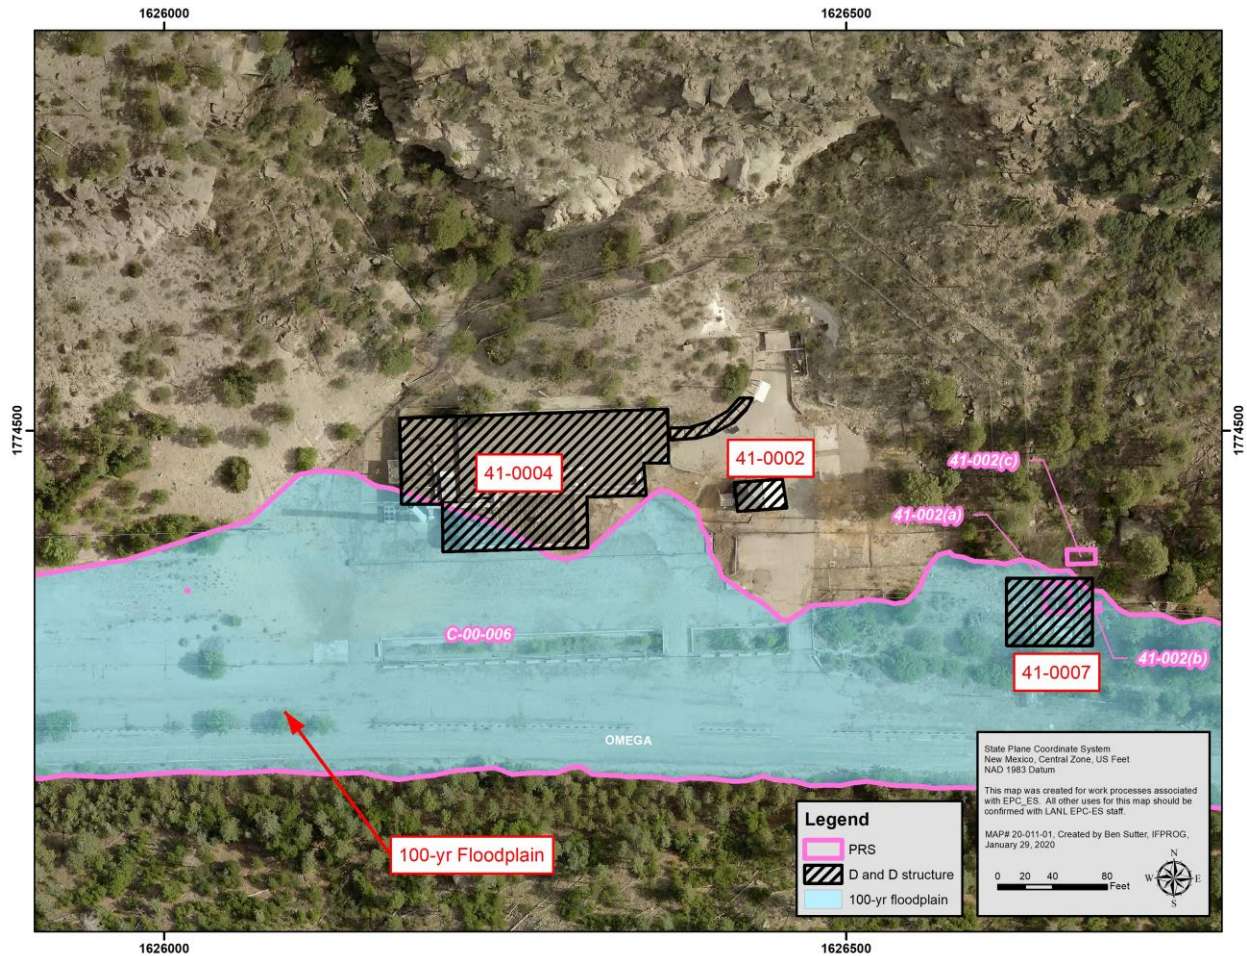 1626000
1626500
1774500
1774500
41-0004
41-0002
41-002(c)
41-002(a)
C-00-006
41-002(b)
41-0007
OMEGA
100-yr Floodplain
Legend
PRS
D and D structure
100-yr floodplain
State Plane Coordinate System
New Mexico, Central Zone, US Feet
NAD 1983 Datum
This map was created for work processes associated
with EPC_ES. All other uses for this map should be
confirmed with LANL EPC-ES staff.
MAP# 20-011-01, Created by Ben Sutter, IFPROG,
January 29, 2020
N
W
E
S
0 20 40 80
Feet
1626000
1626500